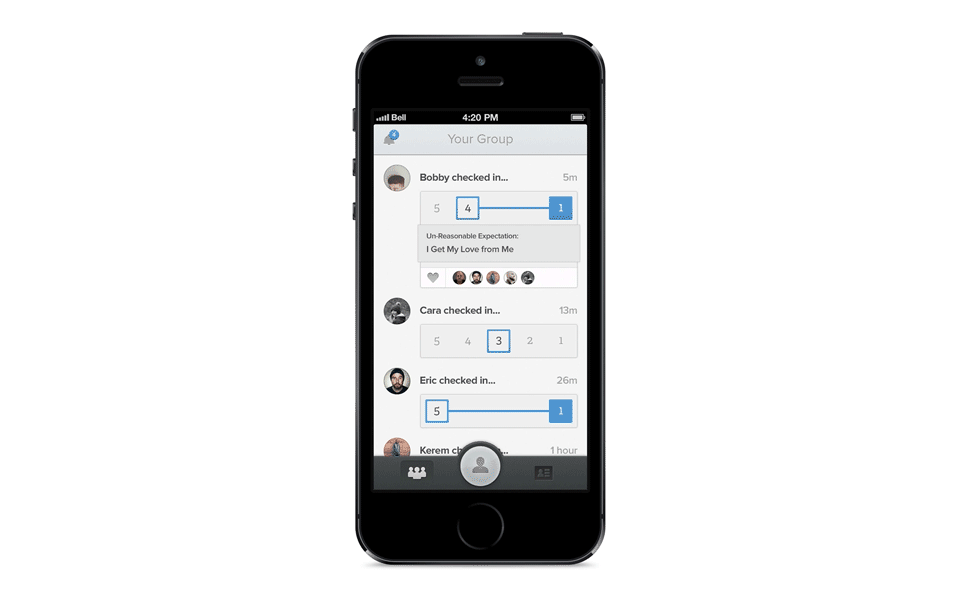 Bell 4:20 PM
4
Your Group
Bobby checked in... 5m
5 4 1
Un-Reasonable Expectation:
I Get My Love from Me
Cara checked in... 13m
5 4 3 2 1
Eric checked in... 26m
5 1
Kerem ch 1 hour